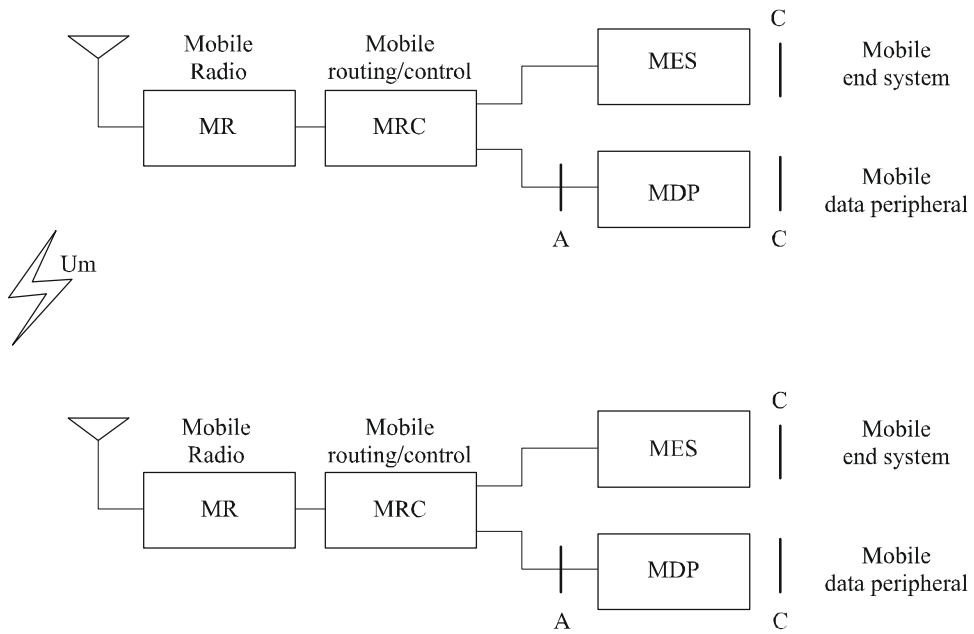 C
Mobile
Radio
Mobile
routing/control
MES
Mobile
end system
MR
MRC
MDP
Mobile
data peripheral
A
C
Um
C
Mobile
Radio
Mobile
routing/control
MES
Mobile
end system
MR
MRC
MDP
Mobile
data peripheral
A
C